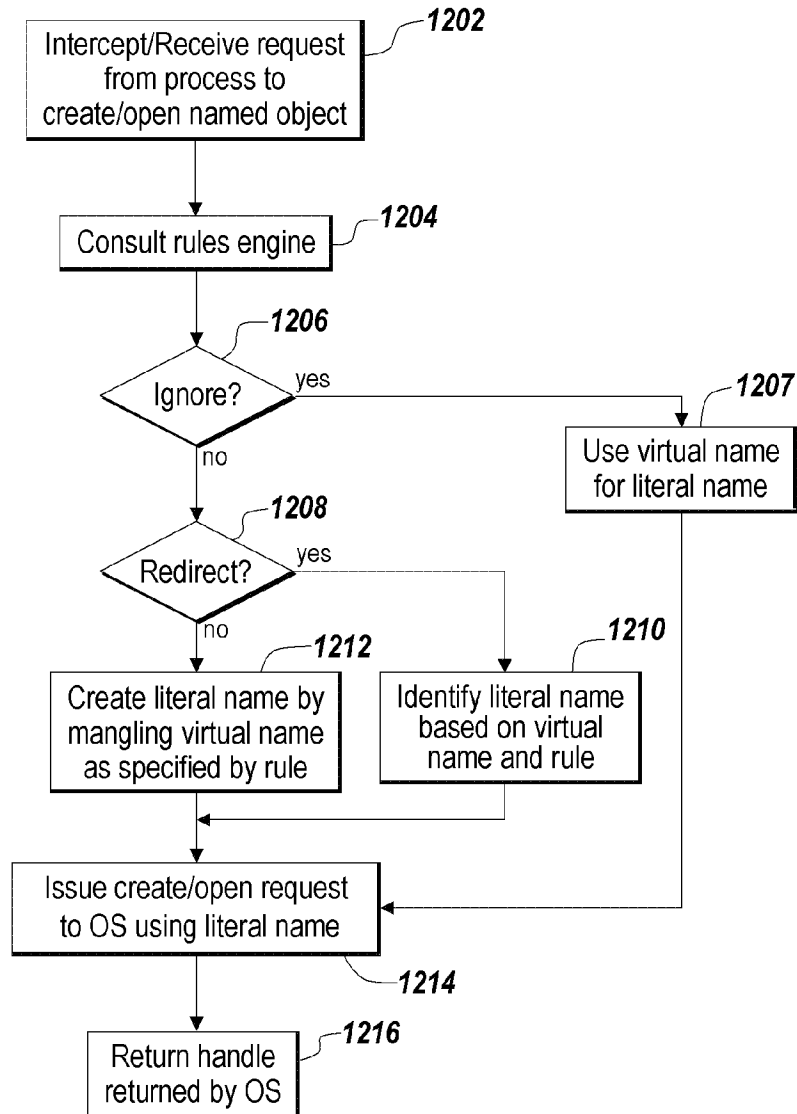 1202
Intercept/Receive request
from process to
create/open named object
1204
Consult rules engine
1206
Ignore?
yes
no
1207
Use virtual name
for literal name
1208
Redirect?
yes
no
1212
Create literal name by
mangling virtual name
as specified by rule
1210
Identify literal name
based on virtual
name and rule
Issue create/open request
to OS using literal name
1214
1216
Return handle
returned by OS